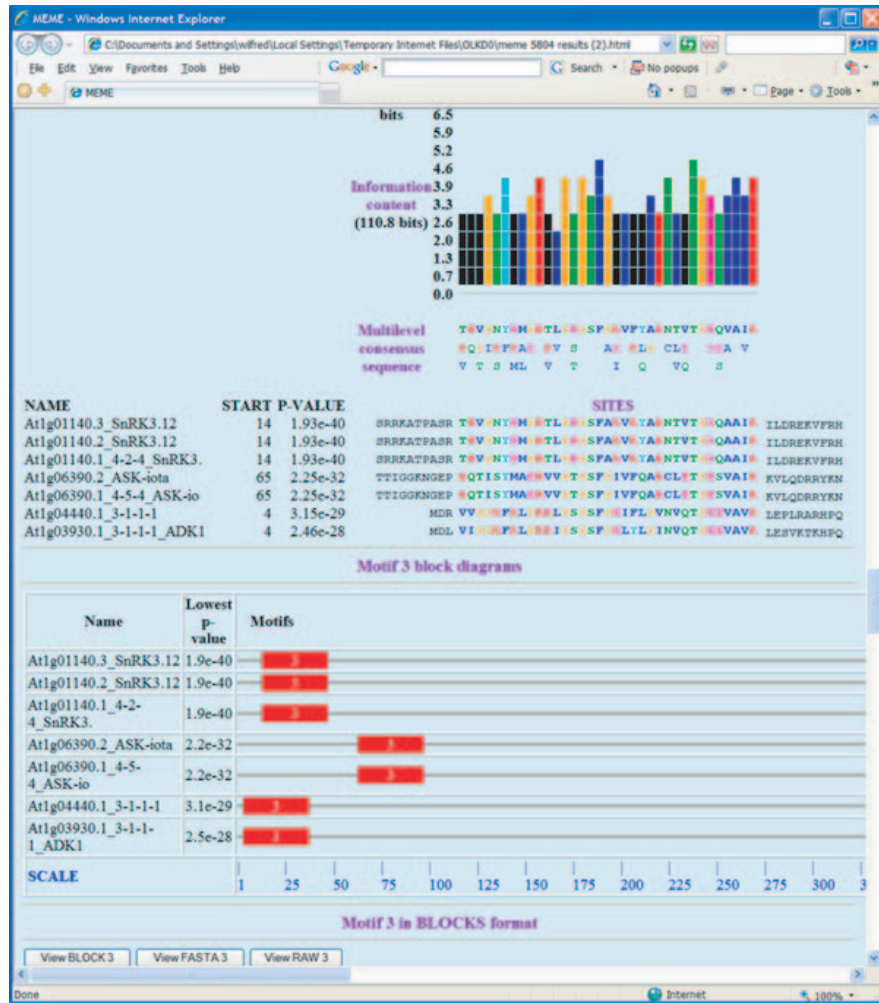 MEME - Windows Internet Explorer
C:\Documents and Settings\wilfred\Local Settings\Temporary Internet Files\OLKD0\meme 5804 results (2).html
File Edit View Favorites Tools Help Google Search No popups
MEME Page Tools
bits 6.5
5.9
5.2
4.6
Information 3.9
content 3.3
(110.8 bits) 2.6
2.0
1.3
0.7
0.0
Multilevel
consensus
sequence
NAME START P-VALUE SITES
At1g01140.3_SnRK3.12 14 1.93e-40 SRRKATPASR ILDREKVFRH
At1g01140.2_SnRK3.12 14 1.93e-40 SRRKATPASR ILDREKVFRH
At1g01140.1_4-2-4_SnRK3. 14 1.93e-40 SRRKATPASR ILDREKVFRH
At1g06390.2_ASK-iota 65 2.25e-32 TTIGGKNGEP KVLQDRRYKN
At1g06390.1_4-5-4_ASK-io 65 2.25e-32 TTIGGKNGEP KVLQDRRYKN
At1g04440.1_3-1-1-1 4 3.15e-29 MDR LEPLRARHPQ
At1g03930.1_3-1-1-1_ADK1 4 2.46e-28 MDL LESVKTKHPQ
Motif 3 block diagrams
Name Lowest p-value Motifs
At1g01140.3_SnRK3.12 1.9e-40 3
At1g01140.2_SnRK3.12 1.9e-40 3
At1g01140.1_4-2-
4_SnRK3. 1.9e-40 3
At1g06390.2_ASK-iota 2.2e-32 3
At1g06390.1_4-5-
4_ASK-io 2.2e-32 3
At1g04440.1_3-1-1-1 3.1e-29 3
At1g03930.1_3-1-1-
1_ADK1 2.5e-28 3
SCALE 1 25 50 75 100 125 150 175 200 225 250 275 300 3
Motif 3 in BLOCKS format
View BLOCK 3 View FASTA 3 View RAW 3
Done Internet 100%